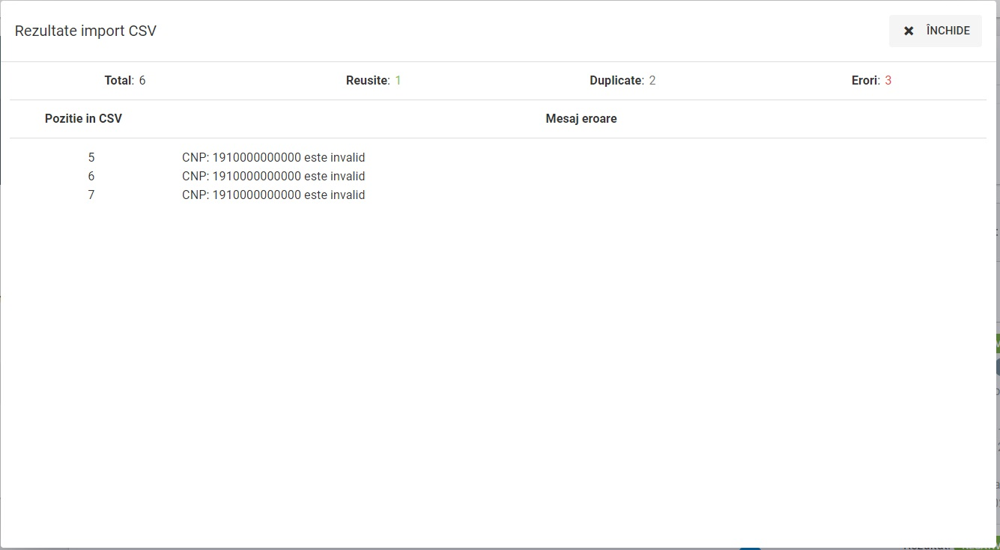 Rezultate import CSV
ÎNCHIDE
Total: 6 Reusite: 1 Duplicate: 2 Erori: 3
Pozitie in CSV Mesaj eroare
5 CNP: 1910000000000 este invalid
6 CNP: 1910000000000 este invalid
7 CNP: 1910000000000 este invalid